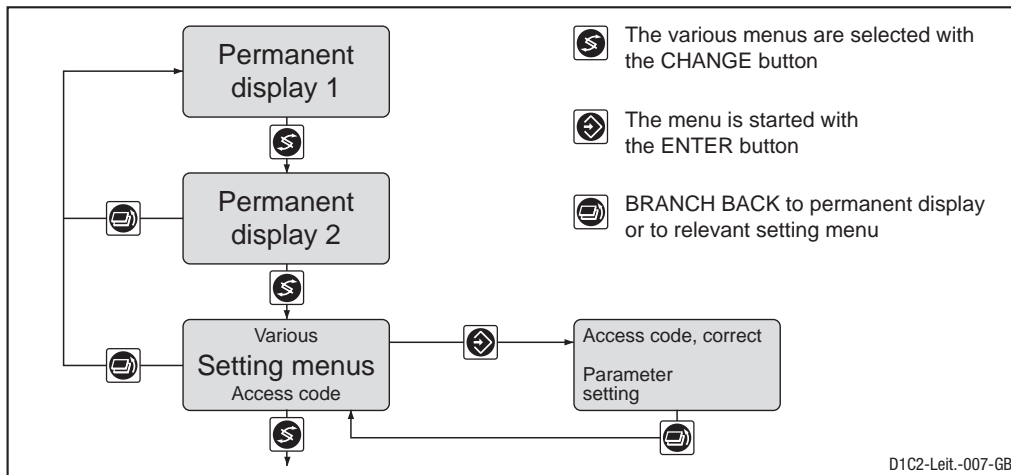 Permanent
display 1
The various menus are selected with
the CHANGE button
The menu is started with
the ENTER button
Permanent
display 2
BRANCH BACK to permanent display
or to relevant setting menu
Various
Setting menus
Access code
Access code, correct
Parameter
setting
D1C2-Leit.-007-GB